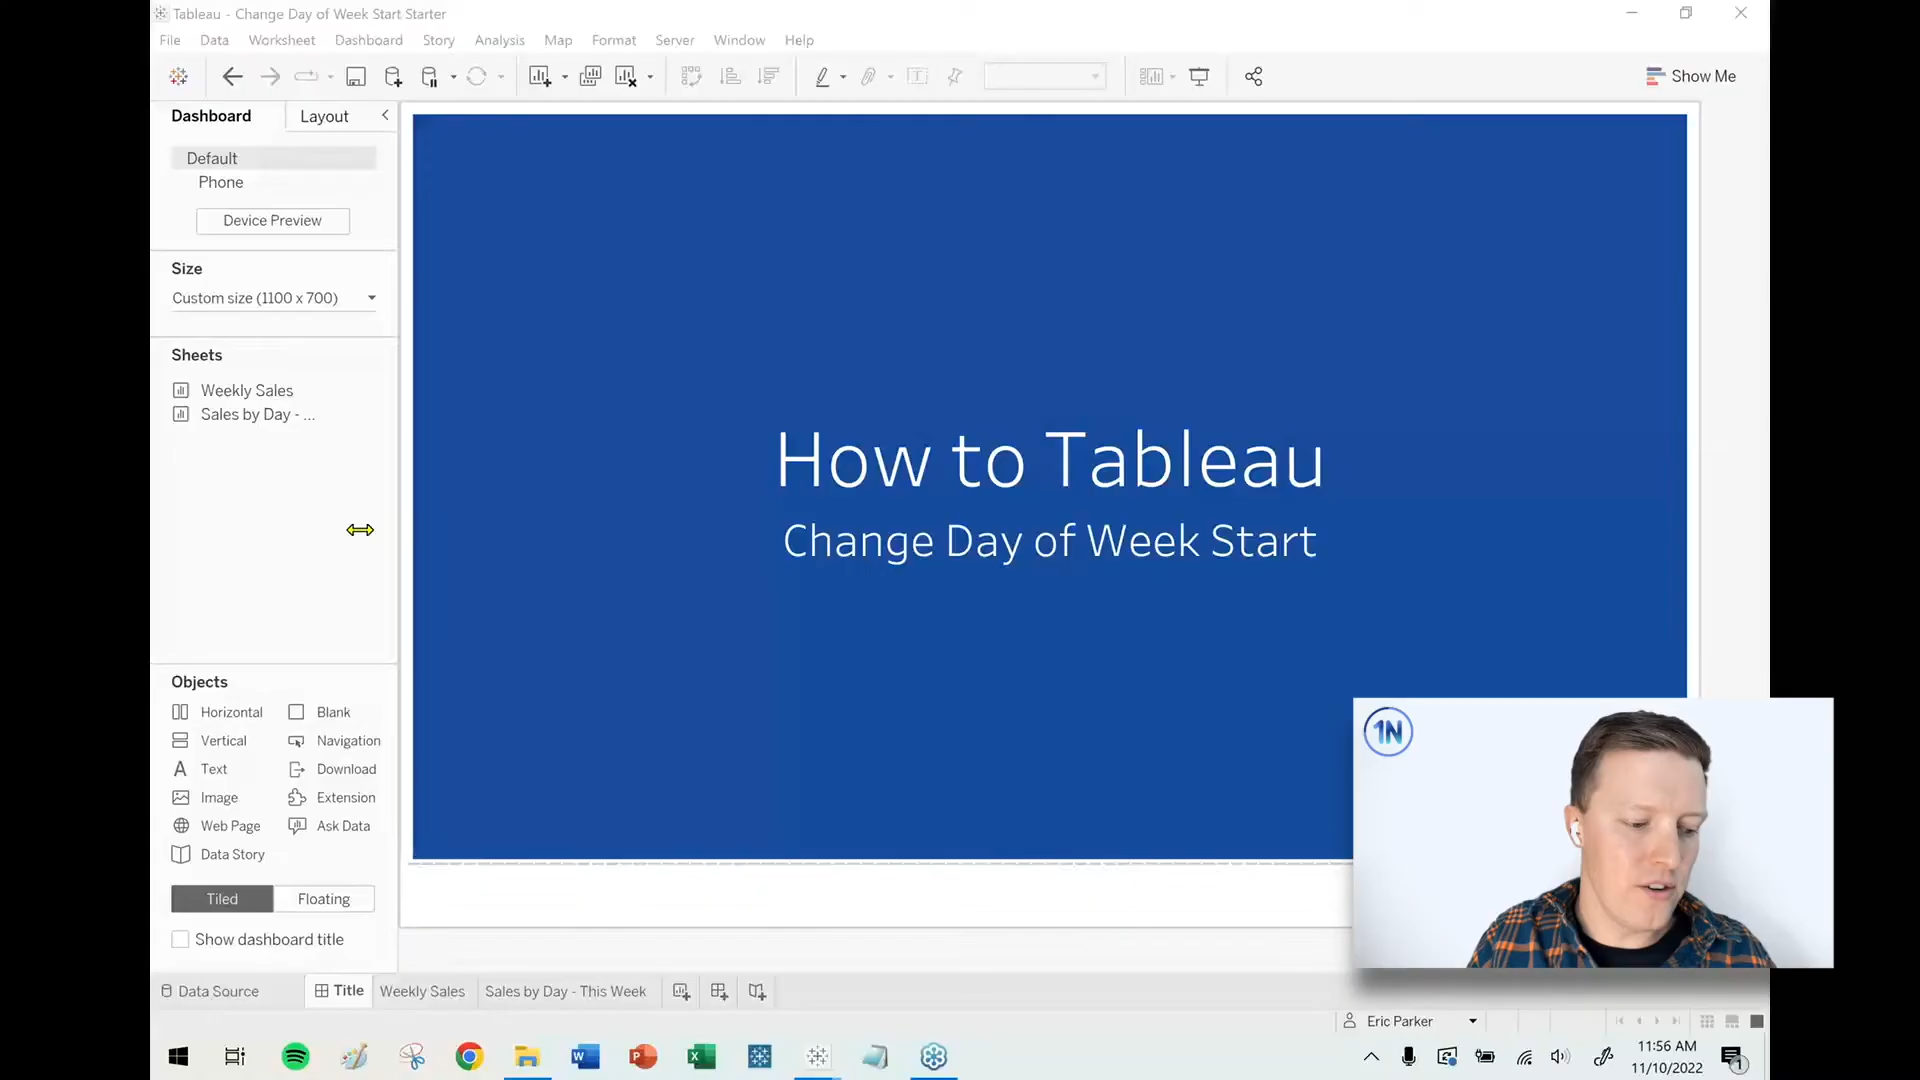 Tableau - Change Day of Week Start Starter
File Data Worksheet Dashboard Story Analysis Map Format Server Window Help
Show Me
Dashboard Layout
Default
Phone
Device Preview
Size
Custom size (1100 x 700)
Sheets
Weekly Sales
Sales by Day - ...
How to Tableau
Change Day of Week Start
Objects
Horizontal Blank
Vertical Navigation
Text Download
Image Extension
Web Page Ask Data
Data Story
Tiled Floating
Show dashboard title
1N
Data Source Title Weekly Sales Sales by Day - This Week
Eric Parker
11:56 AM
11/10/2022
1